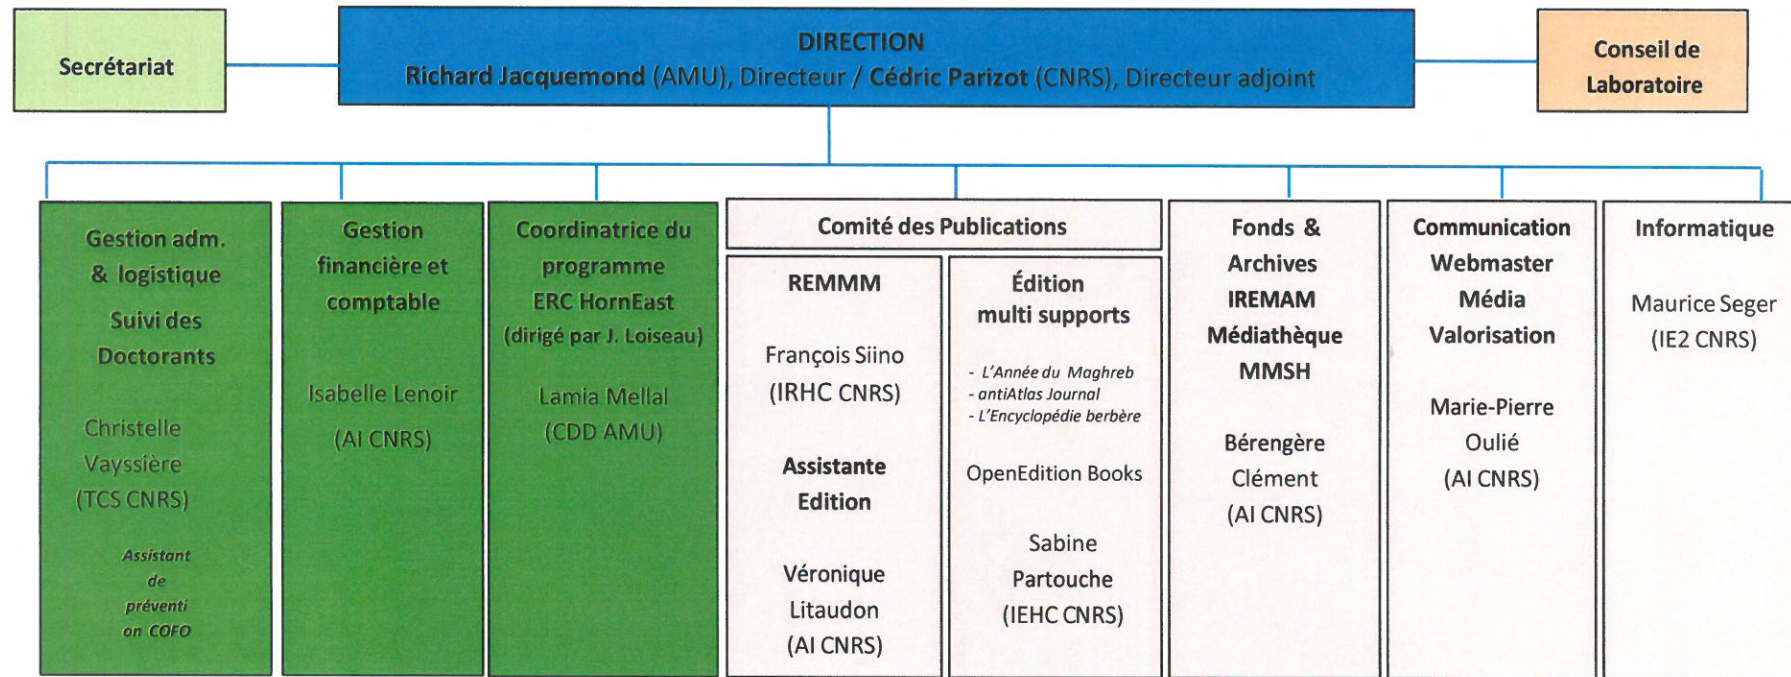 Secrétariat
DIRECTION
Richard Jacquemond (AMU), Directeur / Cédric Parizot (CNRS), Directeur adjoint
Conseil de
Laboratoire
Gestion adm.
& logistique
Suivi des
Doctorants
Christelle
Vayssière
(TCS CNRS)
Assistant
de
préventi
on COFO
Gestion
financière et
comptable
Isabelle Lenoir
(AI CNRS)
Coordinatrice du
programme
ERC HornEast
(dirigé par J. Loiseau)
Lamia Mellal
(CDD AMU)
Comité des Publications
REMMM
François Siino
(IRHC CNRS)
Assistante
Edition
Véronique
Litaudon
(AI CNRS)
Édition
multi supports
- L'Année du Maghreb
- antiAtlas Journal
- L'Encyclopédie berbère
OpenEdition Books
Sabine
Partouche
(IEHC CNRS)
Fonds &
Archives
IREMAM
Médiathèque
MMSH
Bérengère
Clément
(AI CNRS)
Communication
Webmaster
Média
Valorisation
Marie-Pierre
Oulié
(AI CNRS)
Informatique
Maurice Seger
(IE2 CNRS)